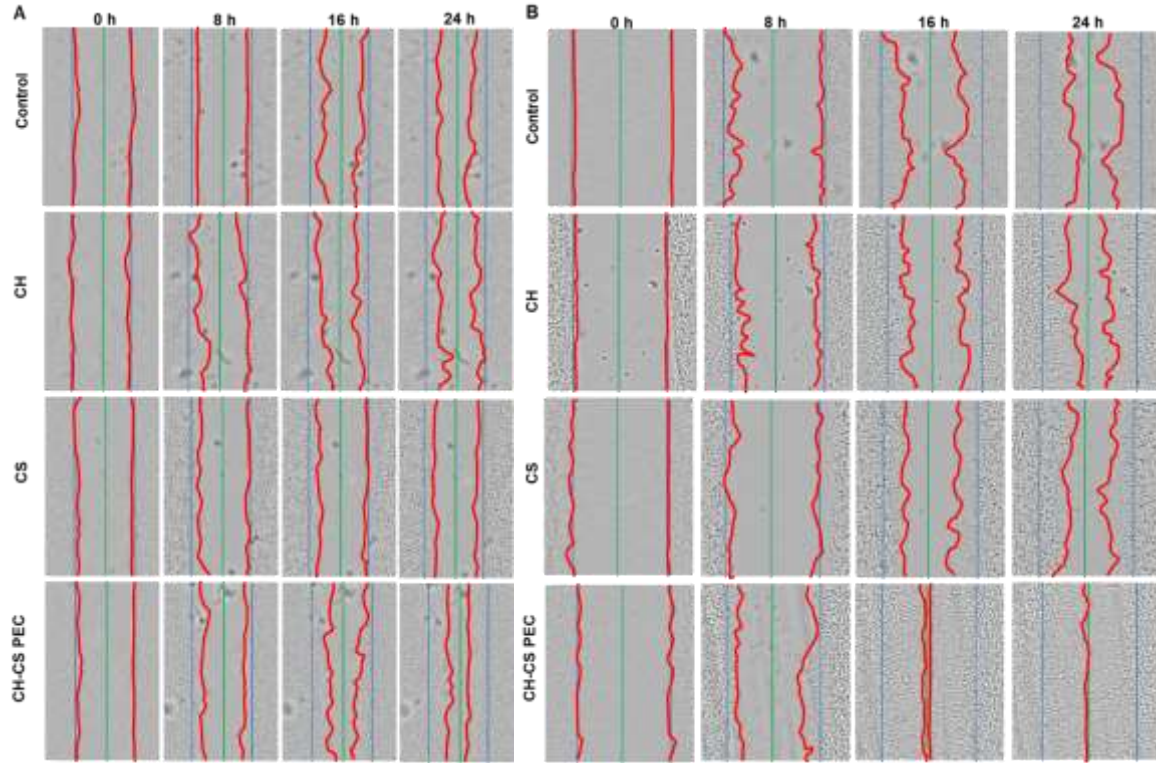 A
0 h 8 h 16 h 24 h
Control
CH
CS
CH-CS PEC
B
0 h 8 h 16 h 24 h
Control
CH
CS
CH-CS PEC